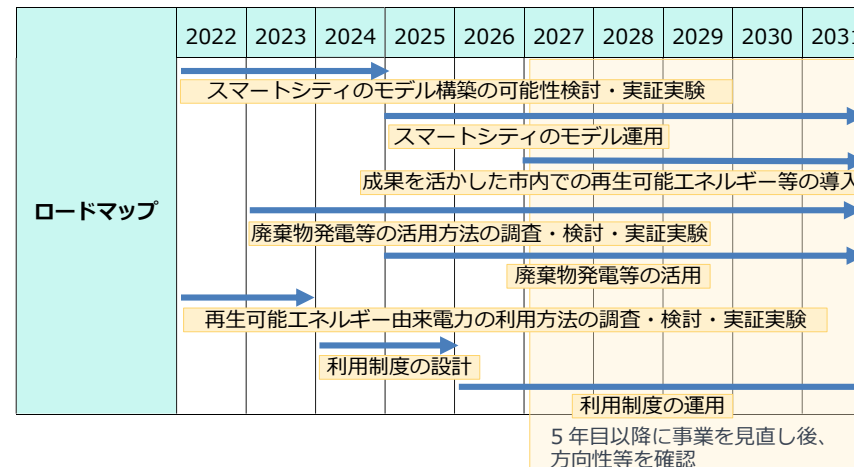 2022 2023 2024 2025 2026 2027 2028 2029 2030 2031
スマートシティのモデル構築の可能性検討・実証実験
スマートシティのモデル運用
成果を活かした市内での再生可能エネルギー等の導入
ロードマップ
廃棄物発電等の活用方法の調査・検討・実証実験
廃棄物発電等の活用
再生可能エネルギー由来電力の利用方法の調査・検討・実証実験
利用制度の設計
利用制度の運用
５年目以降に事業を見直し後、
方向性等を確認